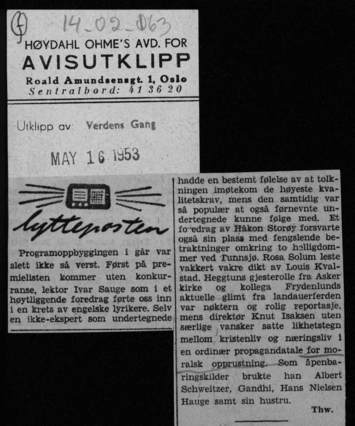 14-02-063
HØYDAHL OHME'S AVD. FOR
AVISUTKLIPP
Roald Amundsensgt. 1, Oslo
Sentralbord: 41 36 20
Utklipp av Verdens Gang
MAY 16 1953
lytteposten
Programoppbyggingen i går var
slett ikke så verst. Først på pre-
mielisten kommer uten konkur-
ranse, lektor Ivar Sauge som i et
høytliggende foredrag førte oss inn
i en krets av engelske lyrikere. Selv
en ikke-ekspert som undertegnede
hadde en bestemt følelse av at tolk-
ningen imøtekom de høyeste kva-
litetskrav, mens den samtidig var
så populær at også førnevnte un-
dertegnede kunne følge med. Et
foredrag av Håkon Storøy forsvarte
også sin plass med fengslende be-
traktninger omkring to helligdom-
mer ved Tunnsjø. Rosa Solum leste
vakkert vakre dikt av Louis Kval-
stad. Heggtuns gjesterolle fra Asker
kirke og kollega Frydenlunds
aktuelle glimt fra landauerferden
var nøktern og rolig reportasje,
mens direktør Knut Isaksen uten
særlige vansker satte likhetstegn
mellom kristenliv og næringsliv i
en ordinær propagandatale for mo-
ralsk opprustning. Som åpenba-
ringskilder brukte han Albert
Schweitzer, Gandhi, Hans Nielsen
Hauge samt sin hustru.
Thw.